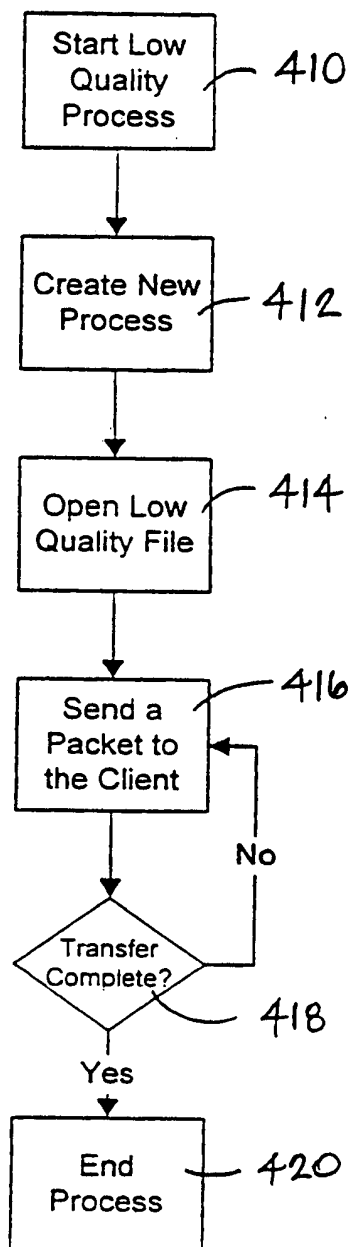 Start Low
Quality
Process
410
Create New
Process
412
Open Low
Quality File
414
Send a
Packet to
the Client
416
No
Transfer
Complete?
418
Yes
End
Process
420